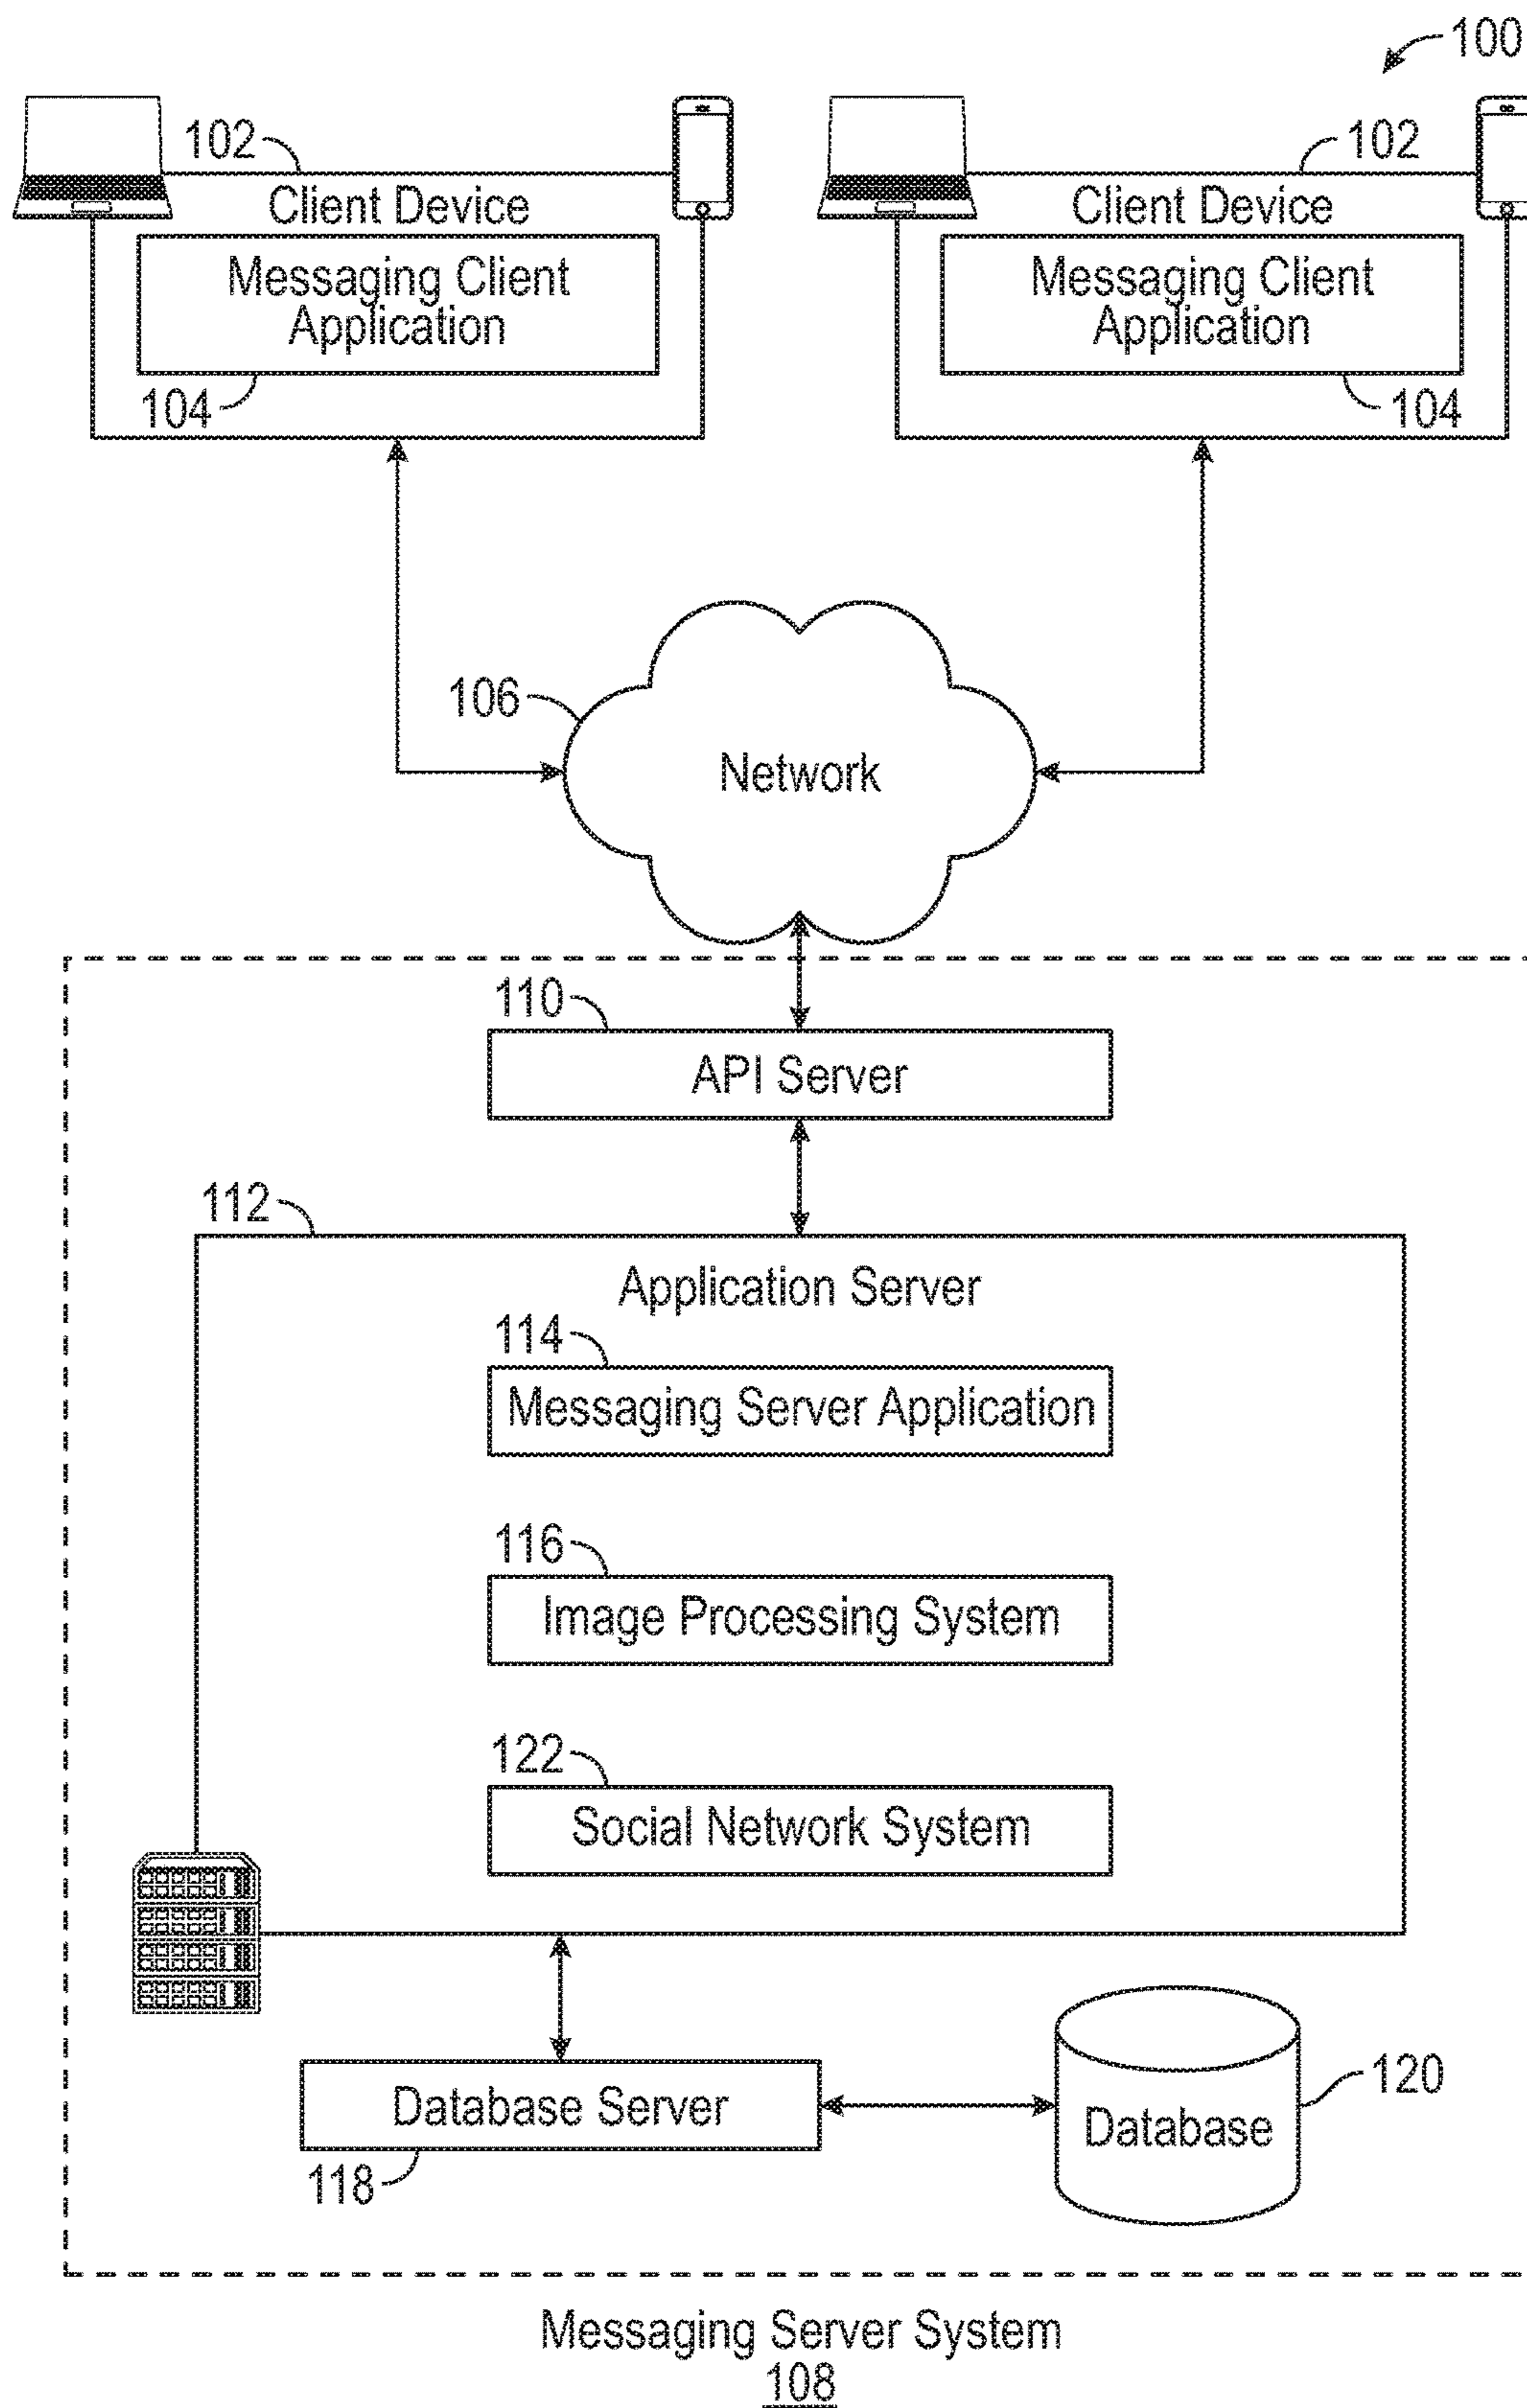 100
102
102
Client Device
Client Device
Messaging Client
Application
Messaging Client
Application
104
104
106
Network
110
API Server
112
Application Server
114
Messaging Server Application
116
Image Processing System
122
Social Network System
Database Server
118
Database
120
Messaging Server System
108